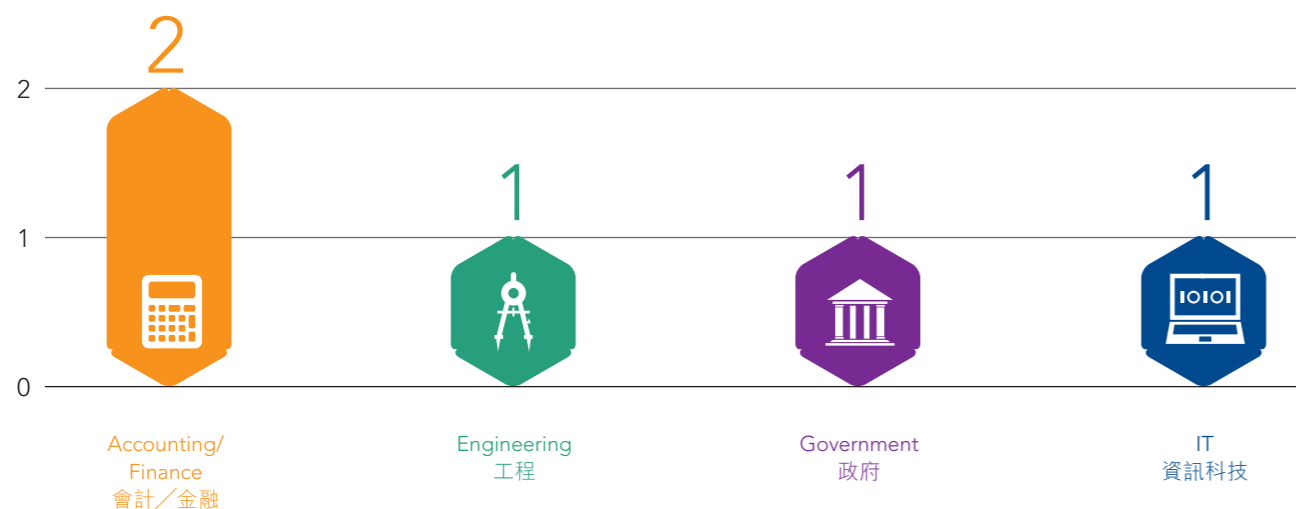 2
2
1
1
1
1
0
IOIOI
Accounting/
Finance
會計／金融
Engineering
工程
Government
政府
IT
資訊科技